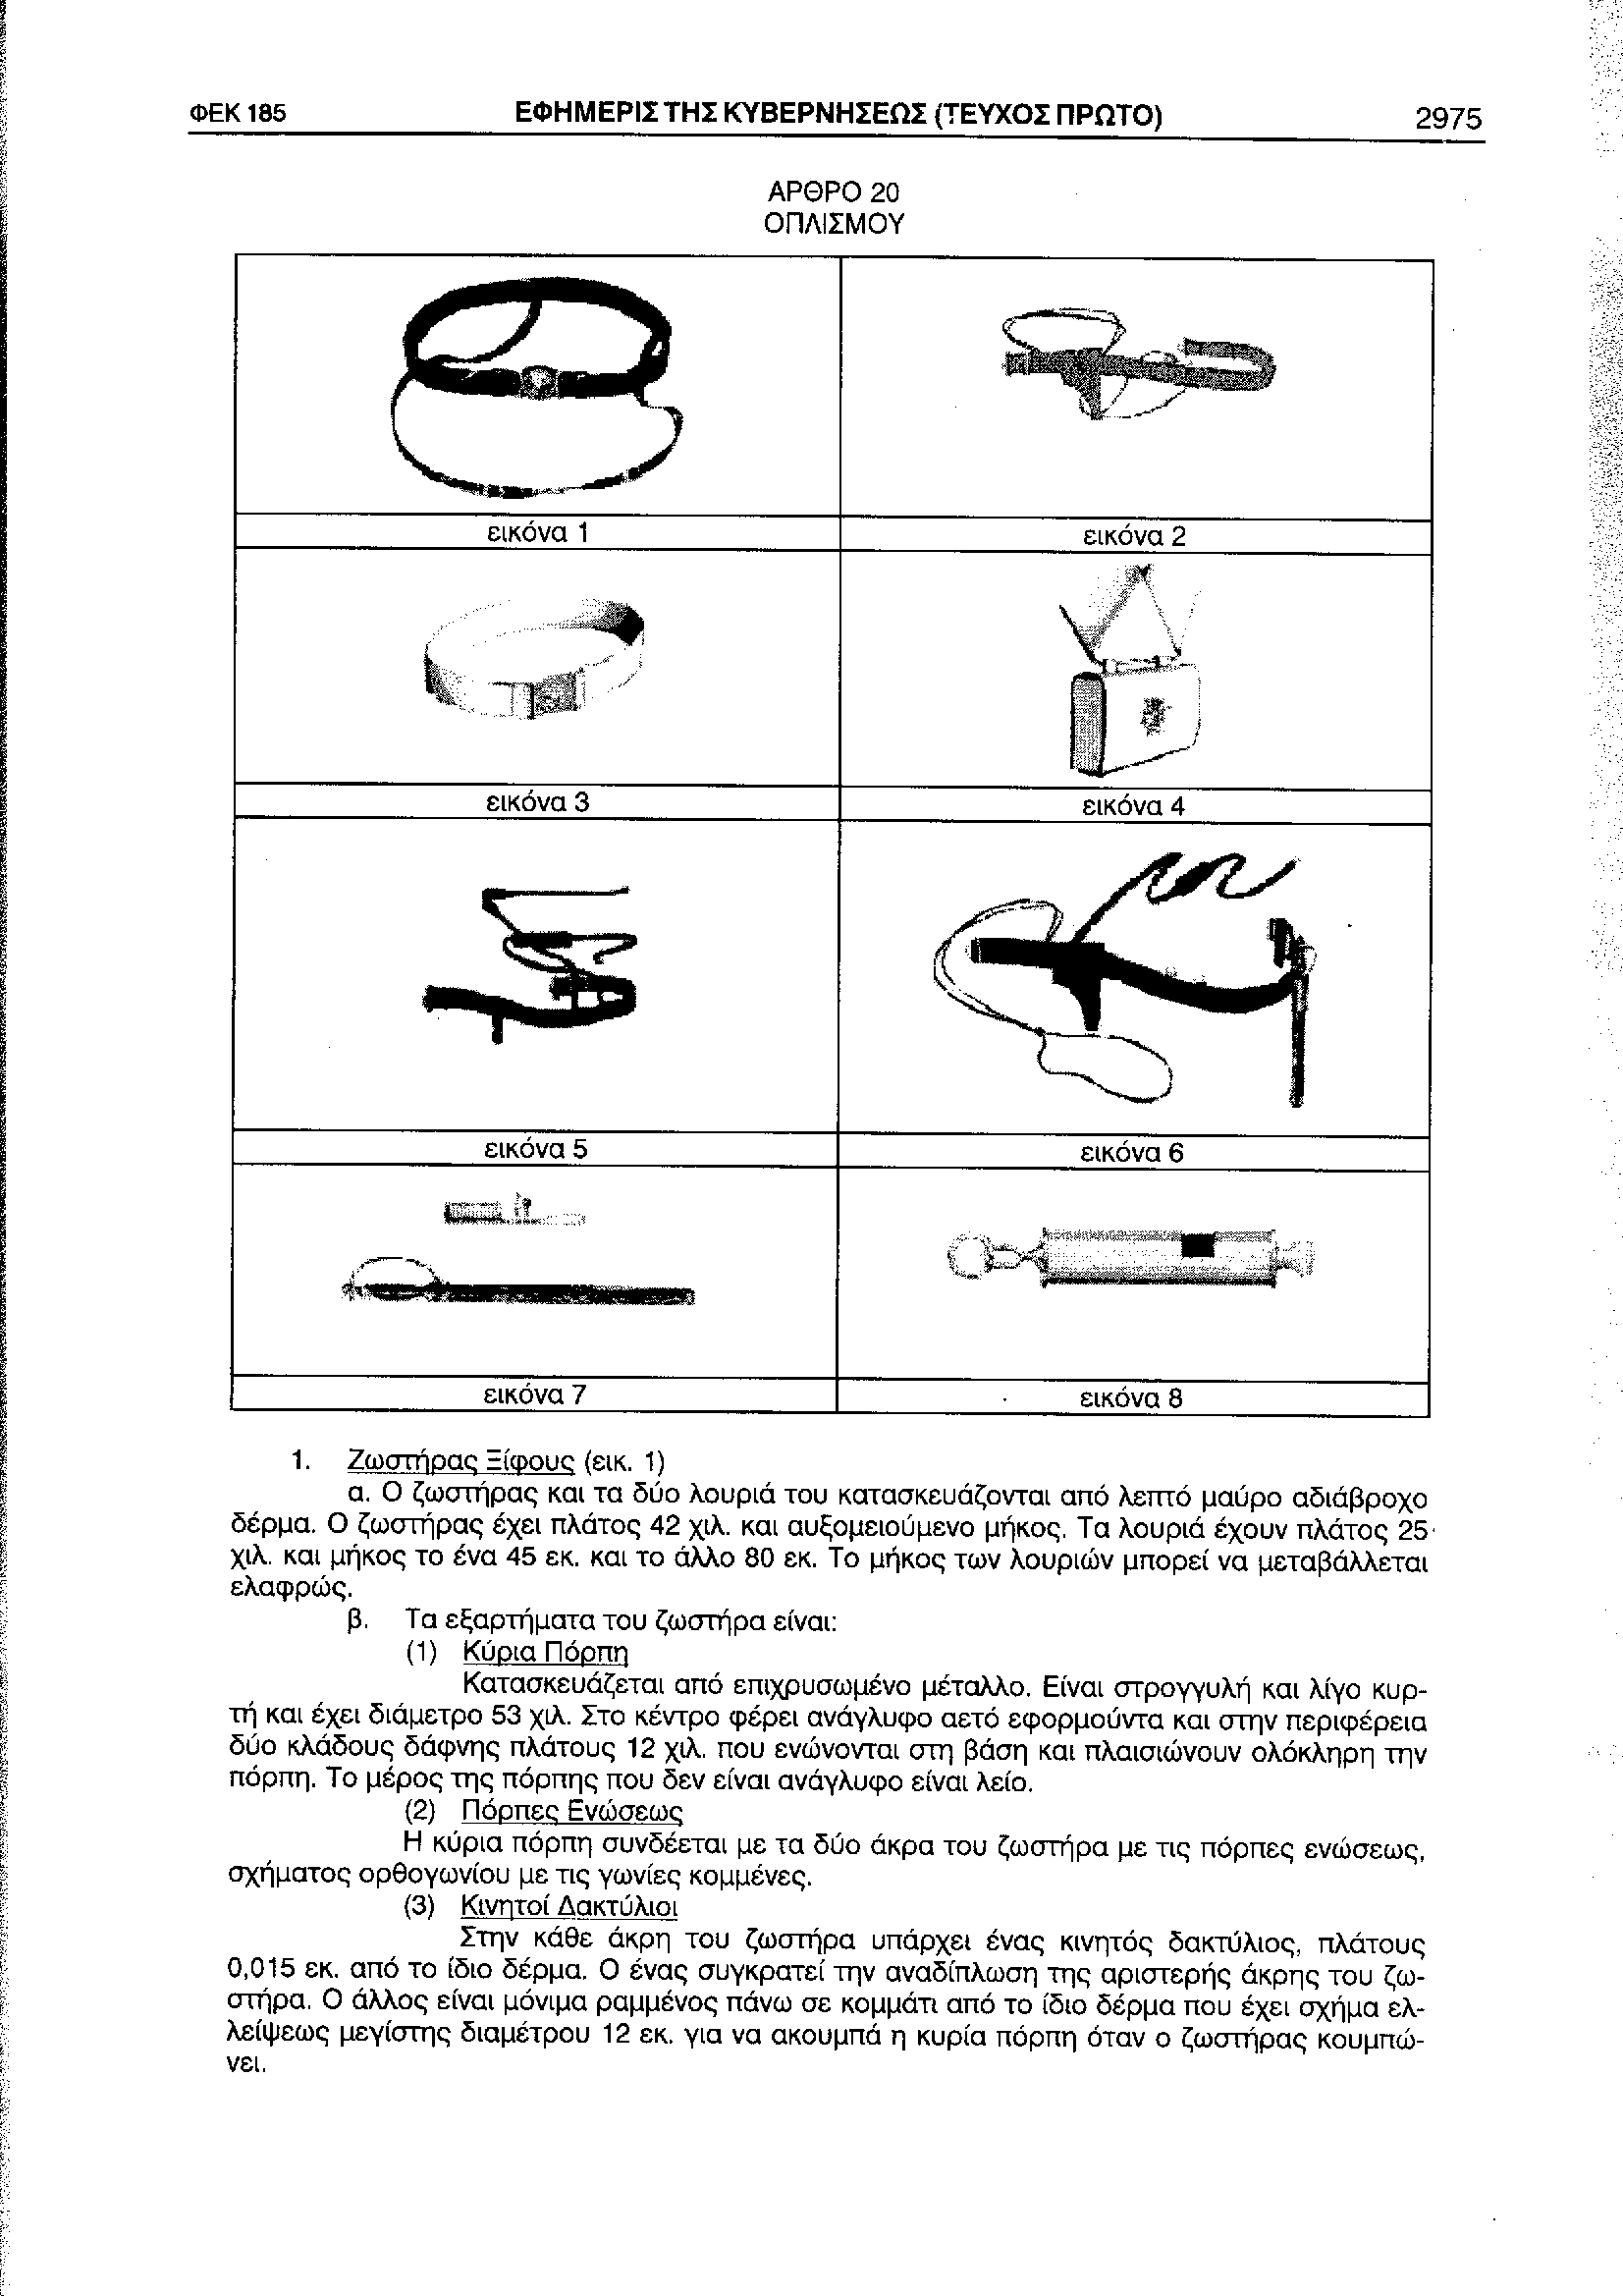 ΦΕΚ 185 ΕΦΗΜΕΡΙΣ ΤΗΣ ΚΥΒΕΡΝΗΣΕΩΣ (ΤΕΥΧΟΣ ΠΡΩΤΟ) 2975
ΑΡΘΡΟ 20
ΟΠΛΙΣΜΟΥ
εικόνα 1 εικόνα 2
εικόνα 3 εικόνα 4
εικόνα 5 εικόνα 6
εικόνα 7 εικόνα 8
1. Ζωστήρας Ξίφους (εικ. 1)
α. Ο ζωστήρας και τα δύο λουριά του κατασκευάζονται από λεπτό μαύρο αδιάβροχο
δέρμα. Ο ζωστήρας έχει πλάτος 42 χιλ. και αυξομειούμενο μήκος. Τα λουριά έχουν πλάτος 25
χιλ. και μήκος το ένα 45 εκ. και το άλλο 80 εκ. Το μήκος των λουριών μπορεί να μεταβάλλεται
ελαφρώς.
β. Τα εξαρτήματα του ζωστήρα είναι:
(1) Κύρια Πόρπη
Κατασκευάζεται από επιχρυσωμένο μέταλλο. Είναι στρογγυλή και λίγο κυρ-
τή και έχει διάμετρο 53 χιλ. Στο κέντρο φέρει ανάγλυφο αετό εφορμούντα και στην περιφέρεια
δύο κλάδους δάφνης πλάτους 12 χιλ. που ενώνονται στη βάση και πλαισιώνουν ολόκληρη την
πόρπη. Το μέρος της πόρπης που δεν είναι ανάγλυφο είναι λείο.
(2) Πόρπες Ενώσεως
Η κύρια πόρπη συνδέεται με τα δύο άκρα του ζωστήρα με τις πόρπες ενώσεως,
σχήματος ορθογωνίου με τις γωνίες κομμένες.
(3) Κινητοί Δακτύλιοι
Στην κάθε άκρη του ζωστήρα υπάρχει ένας κινητός δακτύλιος, πλάτους
0,015 εκ. από το ίδιο δέρμα. Ο ένας συγκρατεί την αναδίπλωση της αριστερής άκρης του ζω-
στήρα. Ο άλλος είναι μόνιμα ραμμένος πάνω σε κομμάτι από το ίδιο δέρμα που έχει σχήμα ελ-
λείψεως μεγίστης διαμέτρου 12 εκ. για να ακουμπά η κυρία πόρπη όταν ο ζωστήρας κουμπώ-
νει.